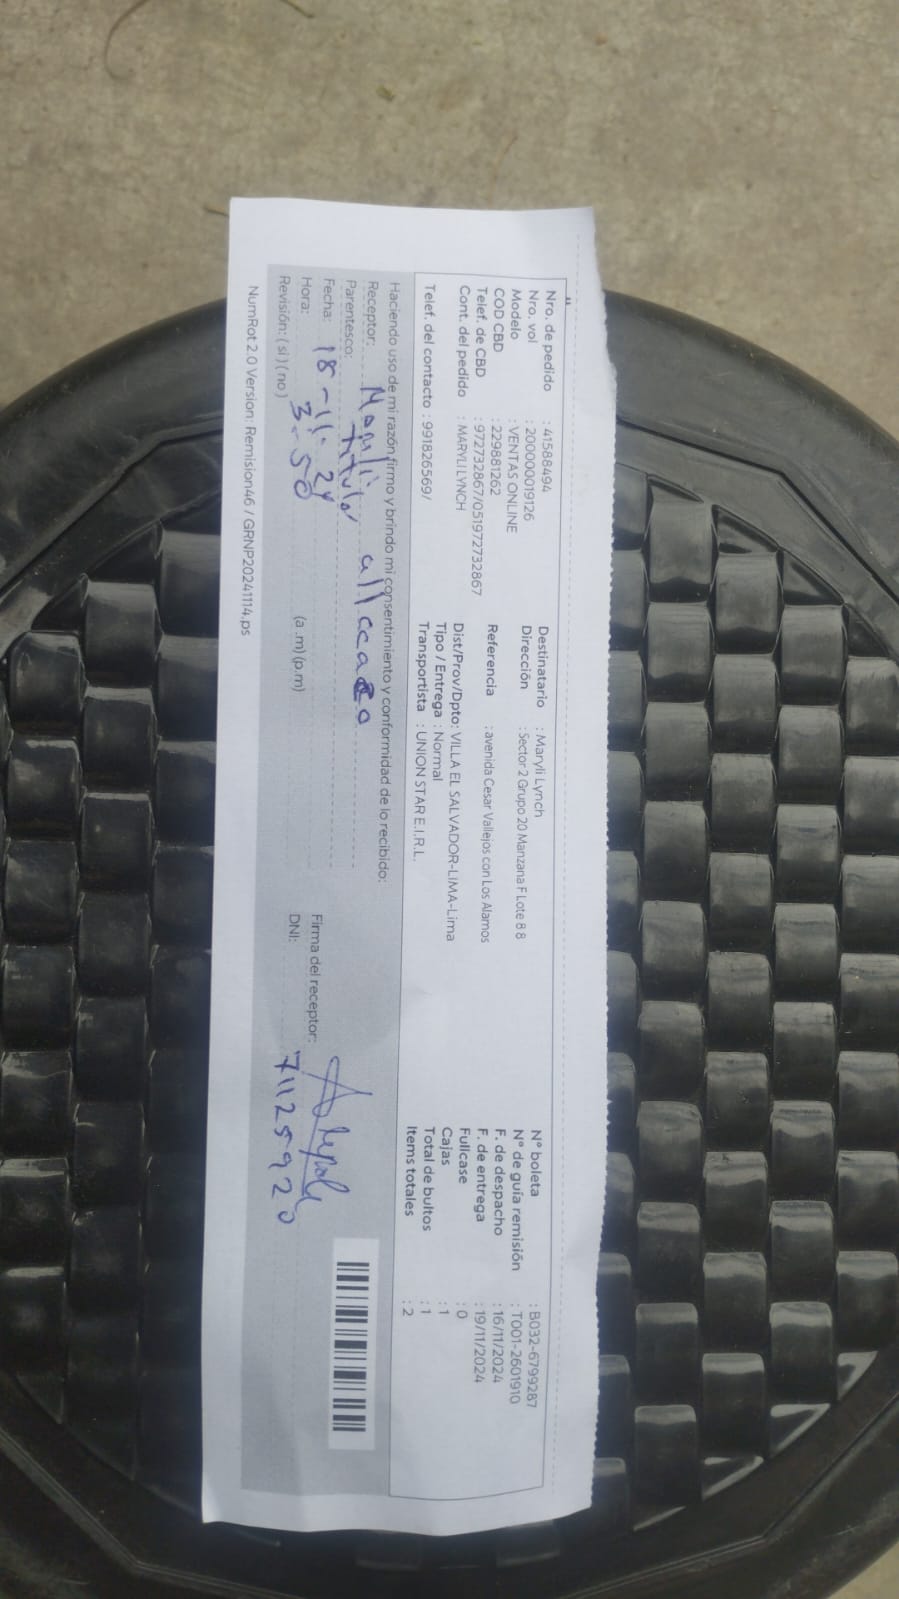 Nro. de pedido : 41588494
Nro. vol : 200000019126
Modelo : VENTAS ONLINE
COD CBD : 229881262
Telef. de CBD : 972732867/051972732867
Cont. del pedido : MARYLI LYNCH
Telef. del contacto : 991826569/
Destinatario : Maryli Lynch
Dirección : Sector 2 Grupo 20 Manzana F Lote 8 8
Referencia : avenida Cesar Vallejos con Los Alamos
Dist/Prov/Dpto: VILLA EL SALVADOR-LIMA-Lima
Tipo / Entrega : Normal
Transportista : UNION STAR E.I.R.L.
N° boleta : B032-6799287
N° de guía remisión : T001-2601910
F. de despacho : 16/11/2024
F. de entrega : 19/11/2024
Fullcase : 0
Cajas : 1
Total de bultos : 1
Items totales : 2
Haciendo uso de mi razón firmo y brindo mi consentimiento y conformidad de lo recibido:
Receptor:
Parentesco: titular
Fecha: 18-11-24
Hora: 3-50 (a.m) (p.m)
Revisión: ( si ) ( no )
Firma del receptor:
DNI: 71125920
NumRot 2.0 Version: Remision46 / GRNP20241114.ps